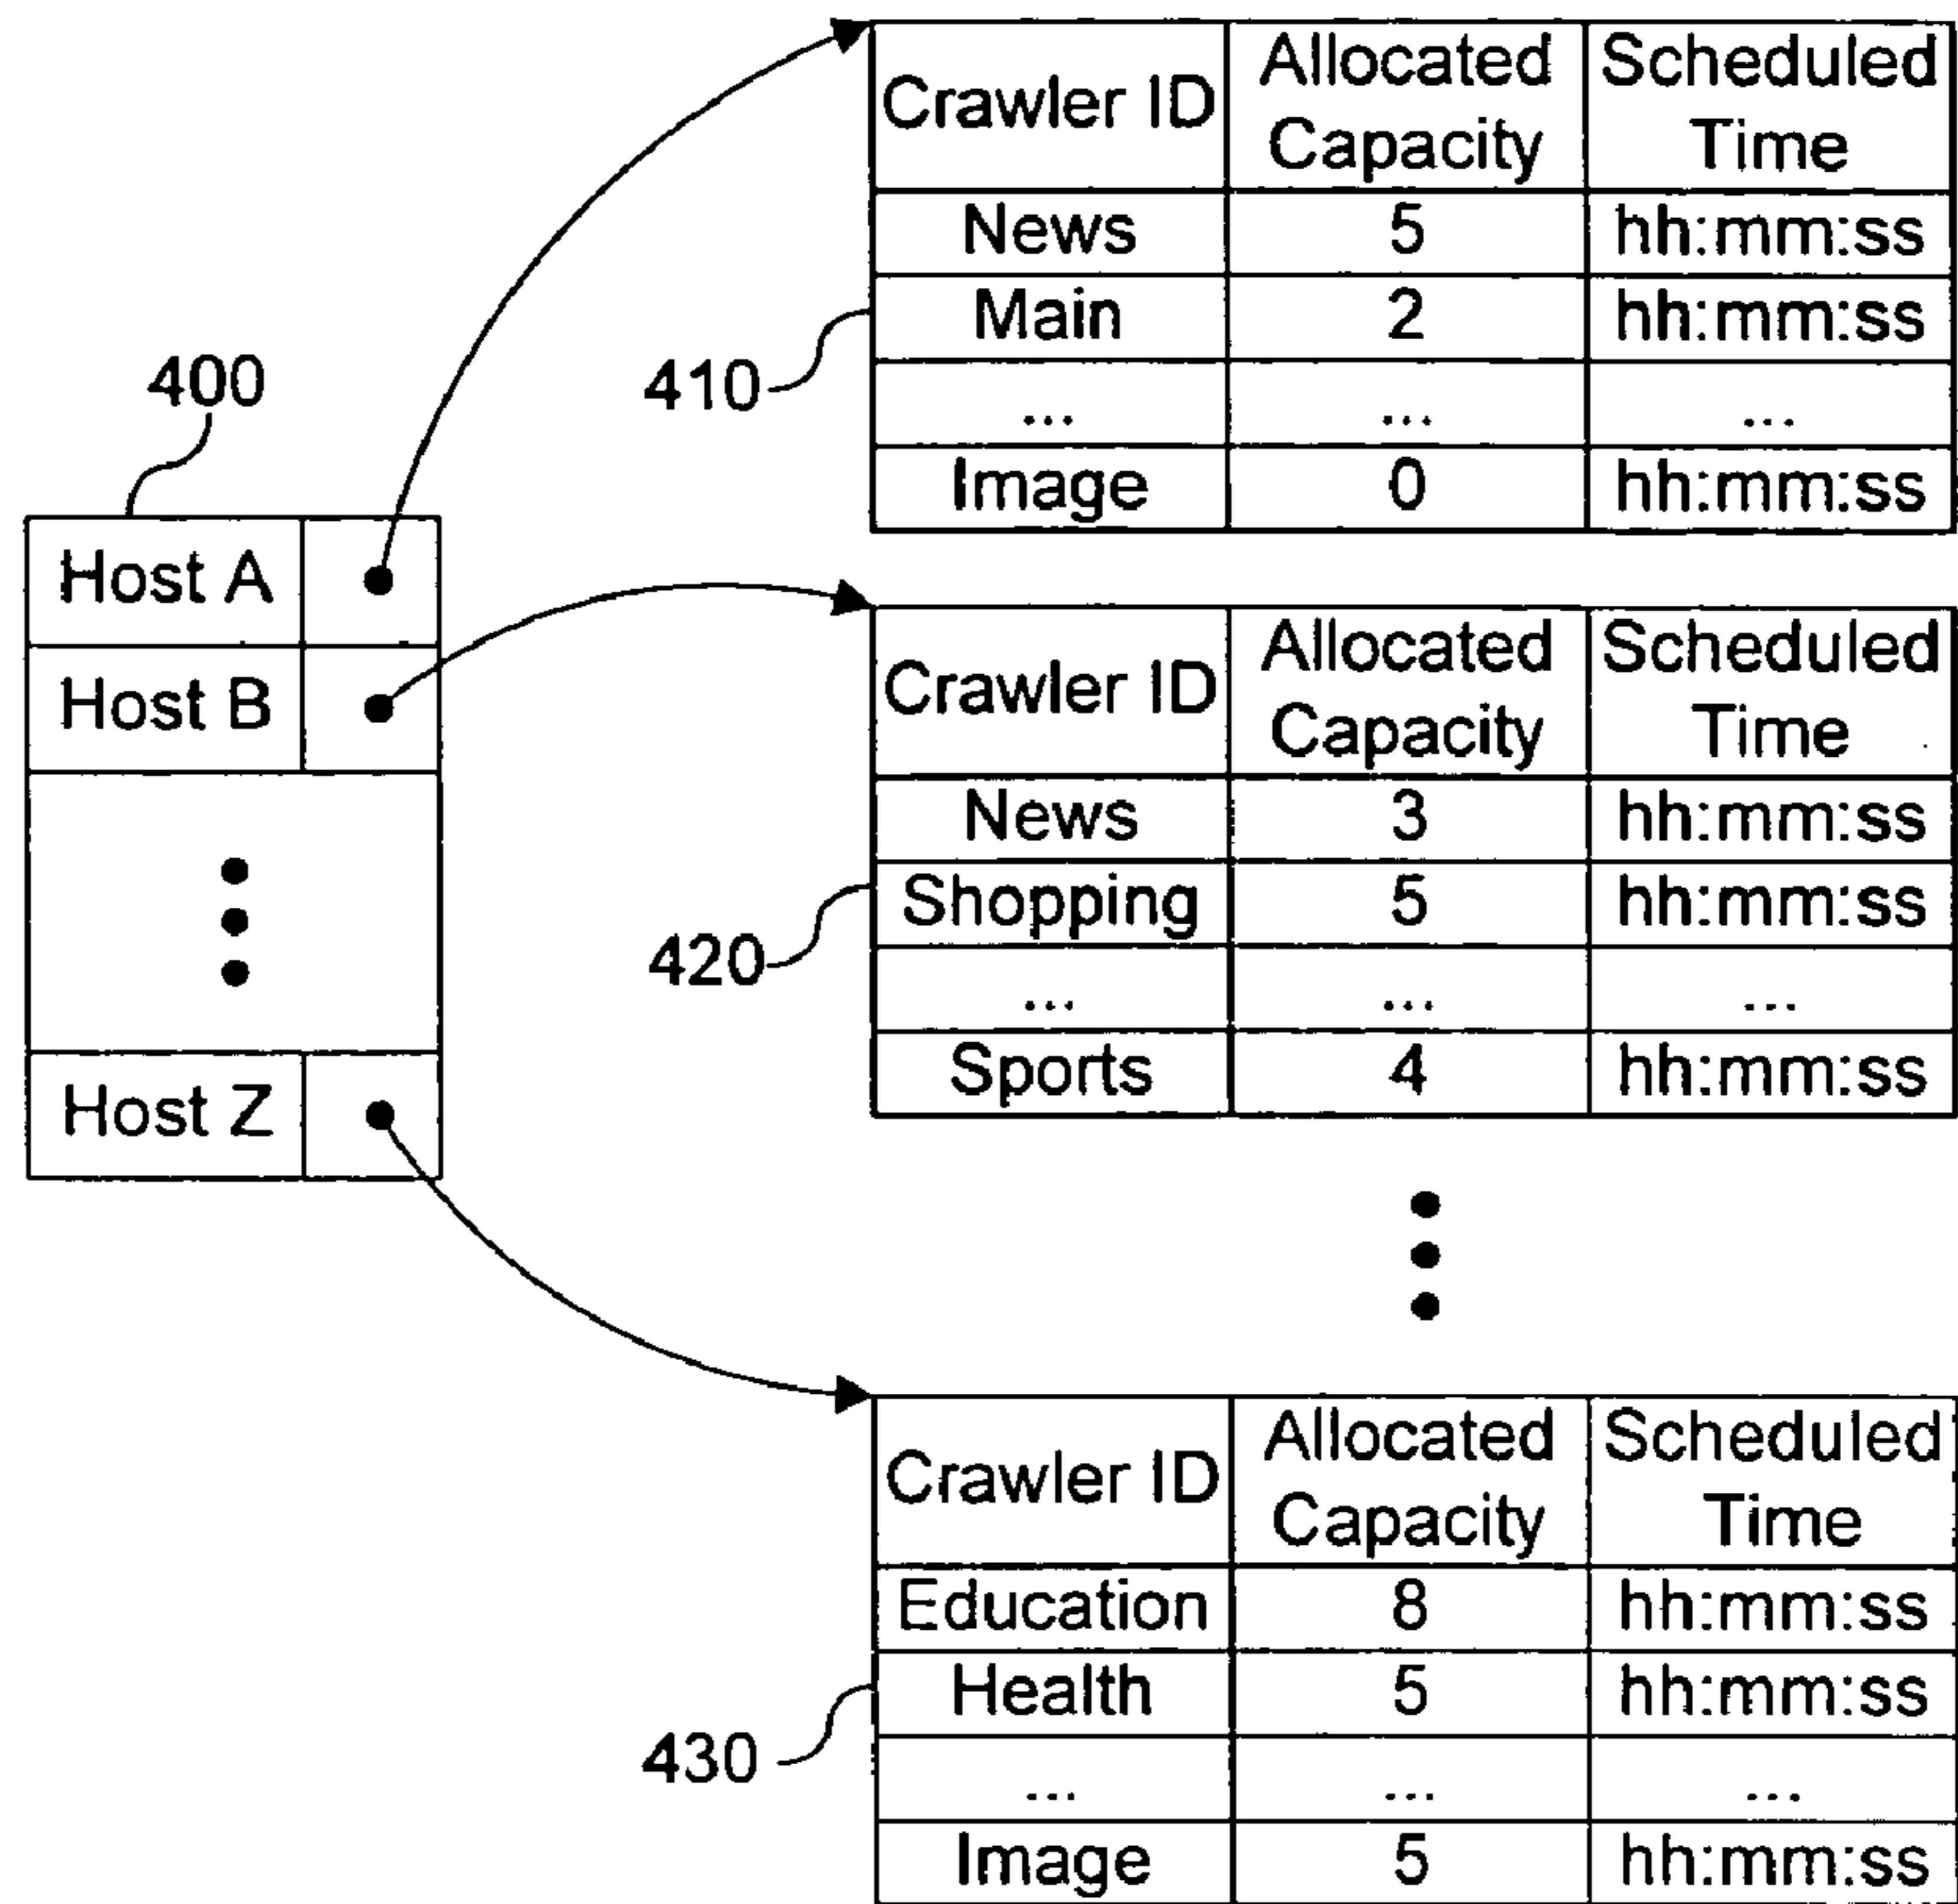 400
Host A
Host B
Host Z
410
Crawler ID Allocated Capacity Scheduled Time
News 5 hh:mm:ss
Main 2 hh:mm:ss
... ... ...
Image 0 hh:mm:ss
420
Crawler ID Allocated Capacity Scheduled Time
News 3 hh:mm:ss
Shopping 5 hh:mm:ss
... ... ...
Sports 4 hh:mm:ss
430
Crawler ID Allocated Capacity Scheduled Time
Education 8 hh:mm:ss
Health 5 hh:mm:ss
... ... ...
Image 5 hh:mm:ss